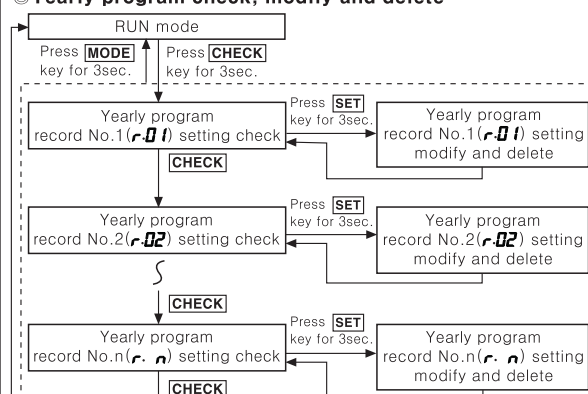 ◎Yearly program check, modify and delete
RUN mode
Press MODE
key for 3sec.
Press CHECK
key for 3sec.
Yearly program
record No.1(r.01) setting check
Press SET
key for 3sec.
Yearly program
record No.1(r.01) setting
modify and delete
CHECK
Yearly program
record No.2(r.02) setting check
Press SET
key for 3sec.
Yearly program
record No.2(r.02) setting
modify and delete
CHECK
Yearly program
record No.n(r. n) setting check
Press SET
key for 3sec.
Yearly program
record No.n(r. n) setting
modify and delete
CHECK